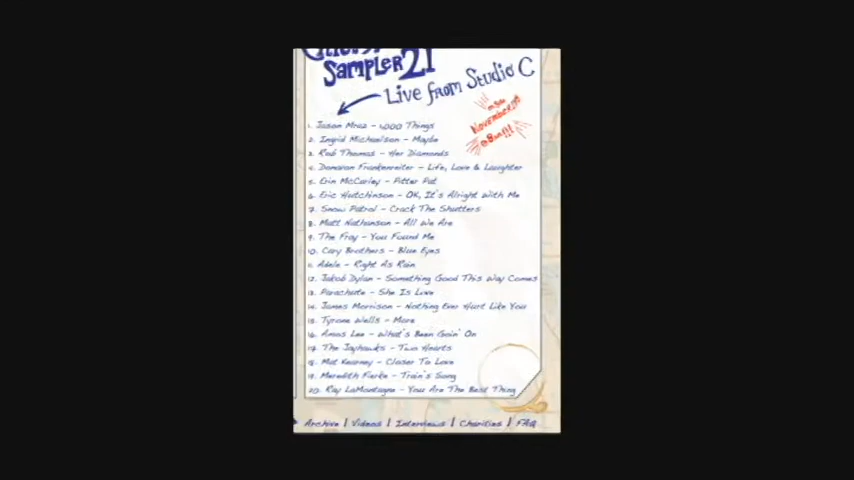 Sampler 21
Live from Studio C
NOVEMBER
@8am!!!
1. Jason Mraz - 1,000 Things
2. Ingrid Michaelson - Maybe
3. Rob Thomas - Her Diamonds
4. Donavon Frankenreiter - Life, Love & Laughter
5. Erin McCarley - Pitter Pat
6. Eric Hutchinson - OK, It's Alright With Me
7. Snow Patrol - Crack The Shutters
8. Matt Nathanson - All We Are
9. The Fray - You Found Me
10. Cary Brothers - Blue Eyes
11. Adele - Right As Rain
12. Jakob Dylan - Something Good This Way Comes
13. Parachute - She Is Love
14. James Morrison - Nothing Ever Hurt Like You
15. Tyrone Wells - More
16. Amos Lee - What's Been Goin' On
17. The Jayhawks - Two Hearts
18. Mat Kearney - Closer To Love
19. Meredith - Train's Song
20. Ray LaMontagne - You Are The Best Thing
Archive | Videos | Interviews | Charities | FAQ